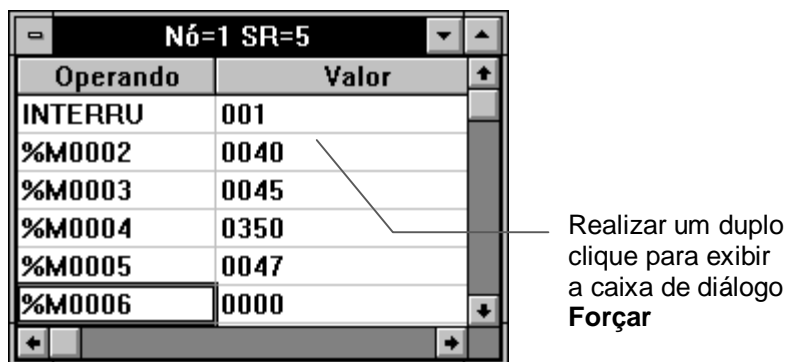 Nó=1 SR=5
Operando Valor
INTERRU 001
%M0002 0040
%M0003 0045
%M0004 0350
%M0005 0047
%M0006 0000
Realizar um duplo
clique para exibir
a caixa de diálogo
Forçar